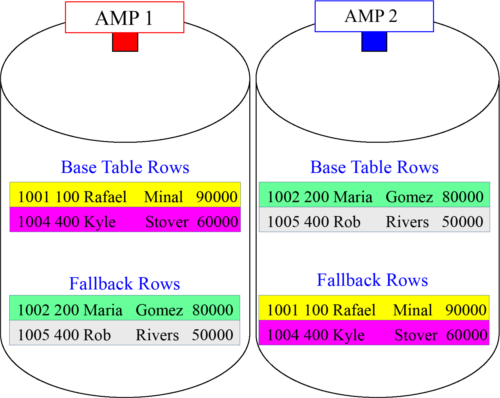 AMP 1
Base Table Rows
1001 100 Rafael Minal 90000
1004 400 Kyle Stover 60000
Fallback Rows
1002 200 Maria Gomez 80000
1005 400 Rob Rivers 50000
AMP 2
Base Table Rows
1002 200 Maria Gomez 80000
1005 400 Rob Rivers 50000
Fallback Rows
1001 100 Rafael Minal 90000
1004 400 Kyle Stover 60000